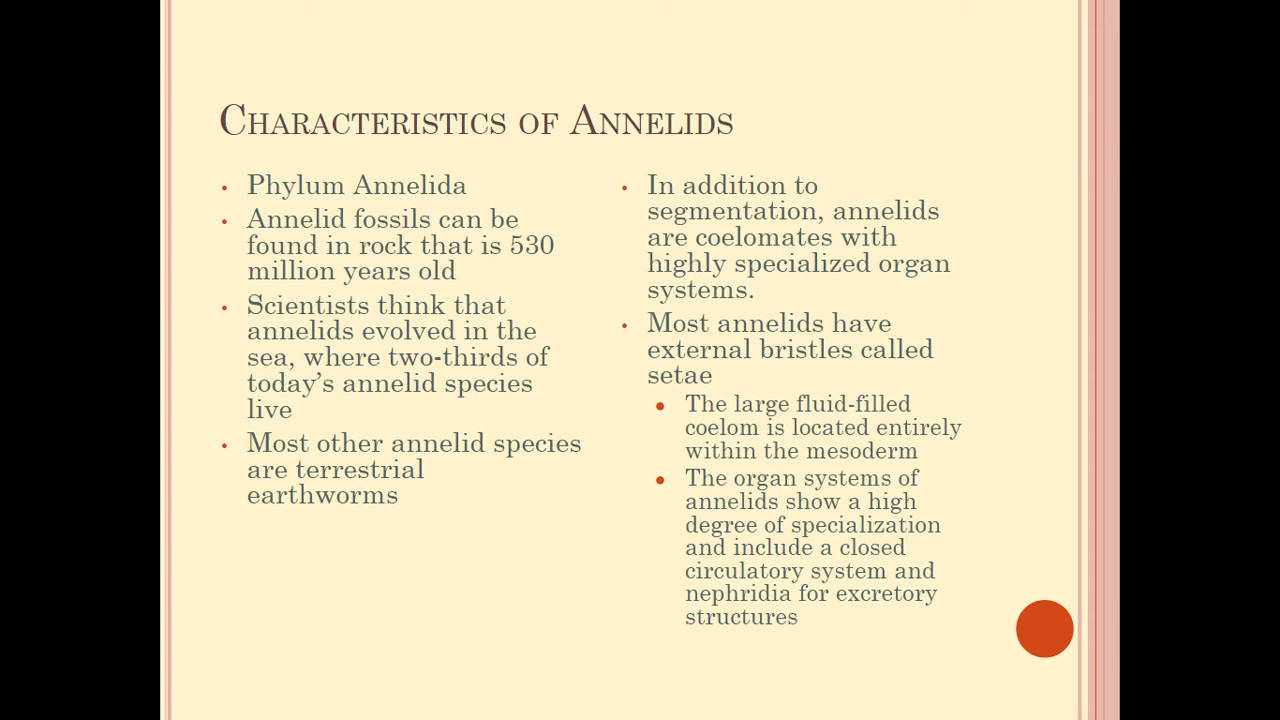 Characteristics of Annelids
• Phylum Annelida
• Annelid fossils can be
found in rock that is 530
million years old
• Scientists think that
annelids evolved in the
sea, where two-thirds of
today’s annelid species
live
• Most other annelid species
are terrestrial
earthworms
• In addition to
segmentation, annelids
are coelomates with
highly specialized organ
systems.
• Most annelids have
external bristles called
setae
• The large fluid-filled
coelom is located entirely
within the mesoderm
• The organ systems of
annelids show a high
degree of specialization
and include a closed
circulatory system and
nephridia for excretory
structures